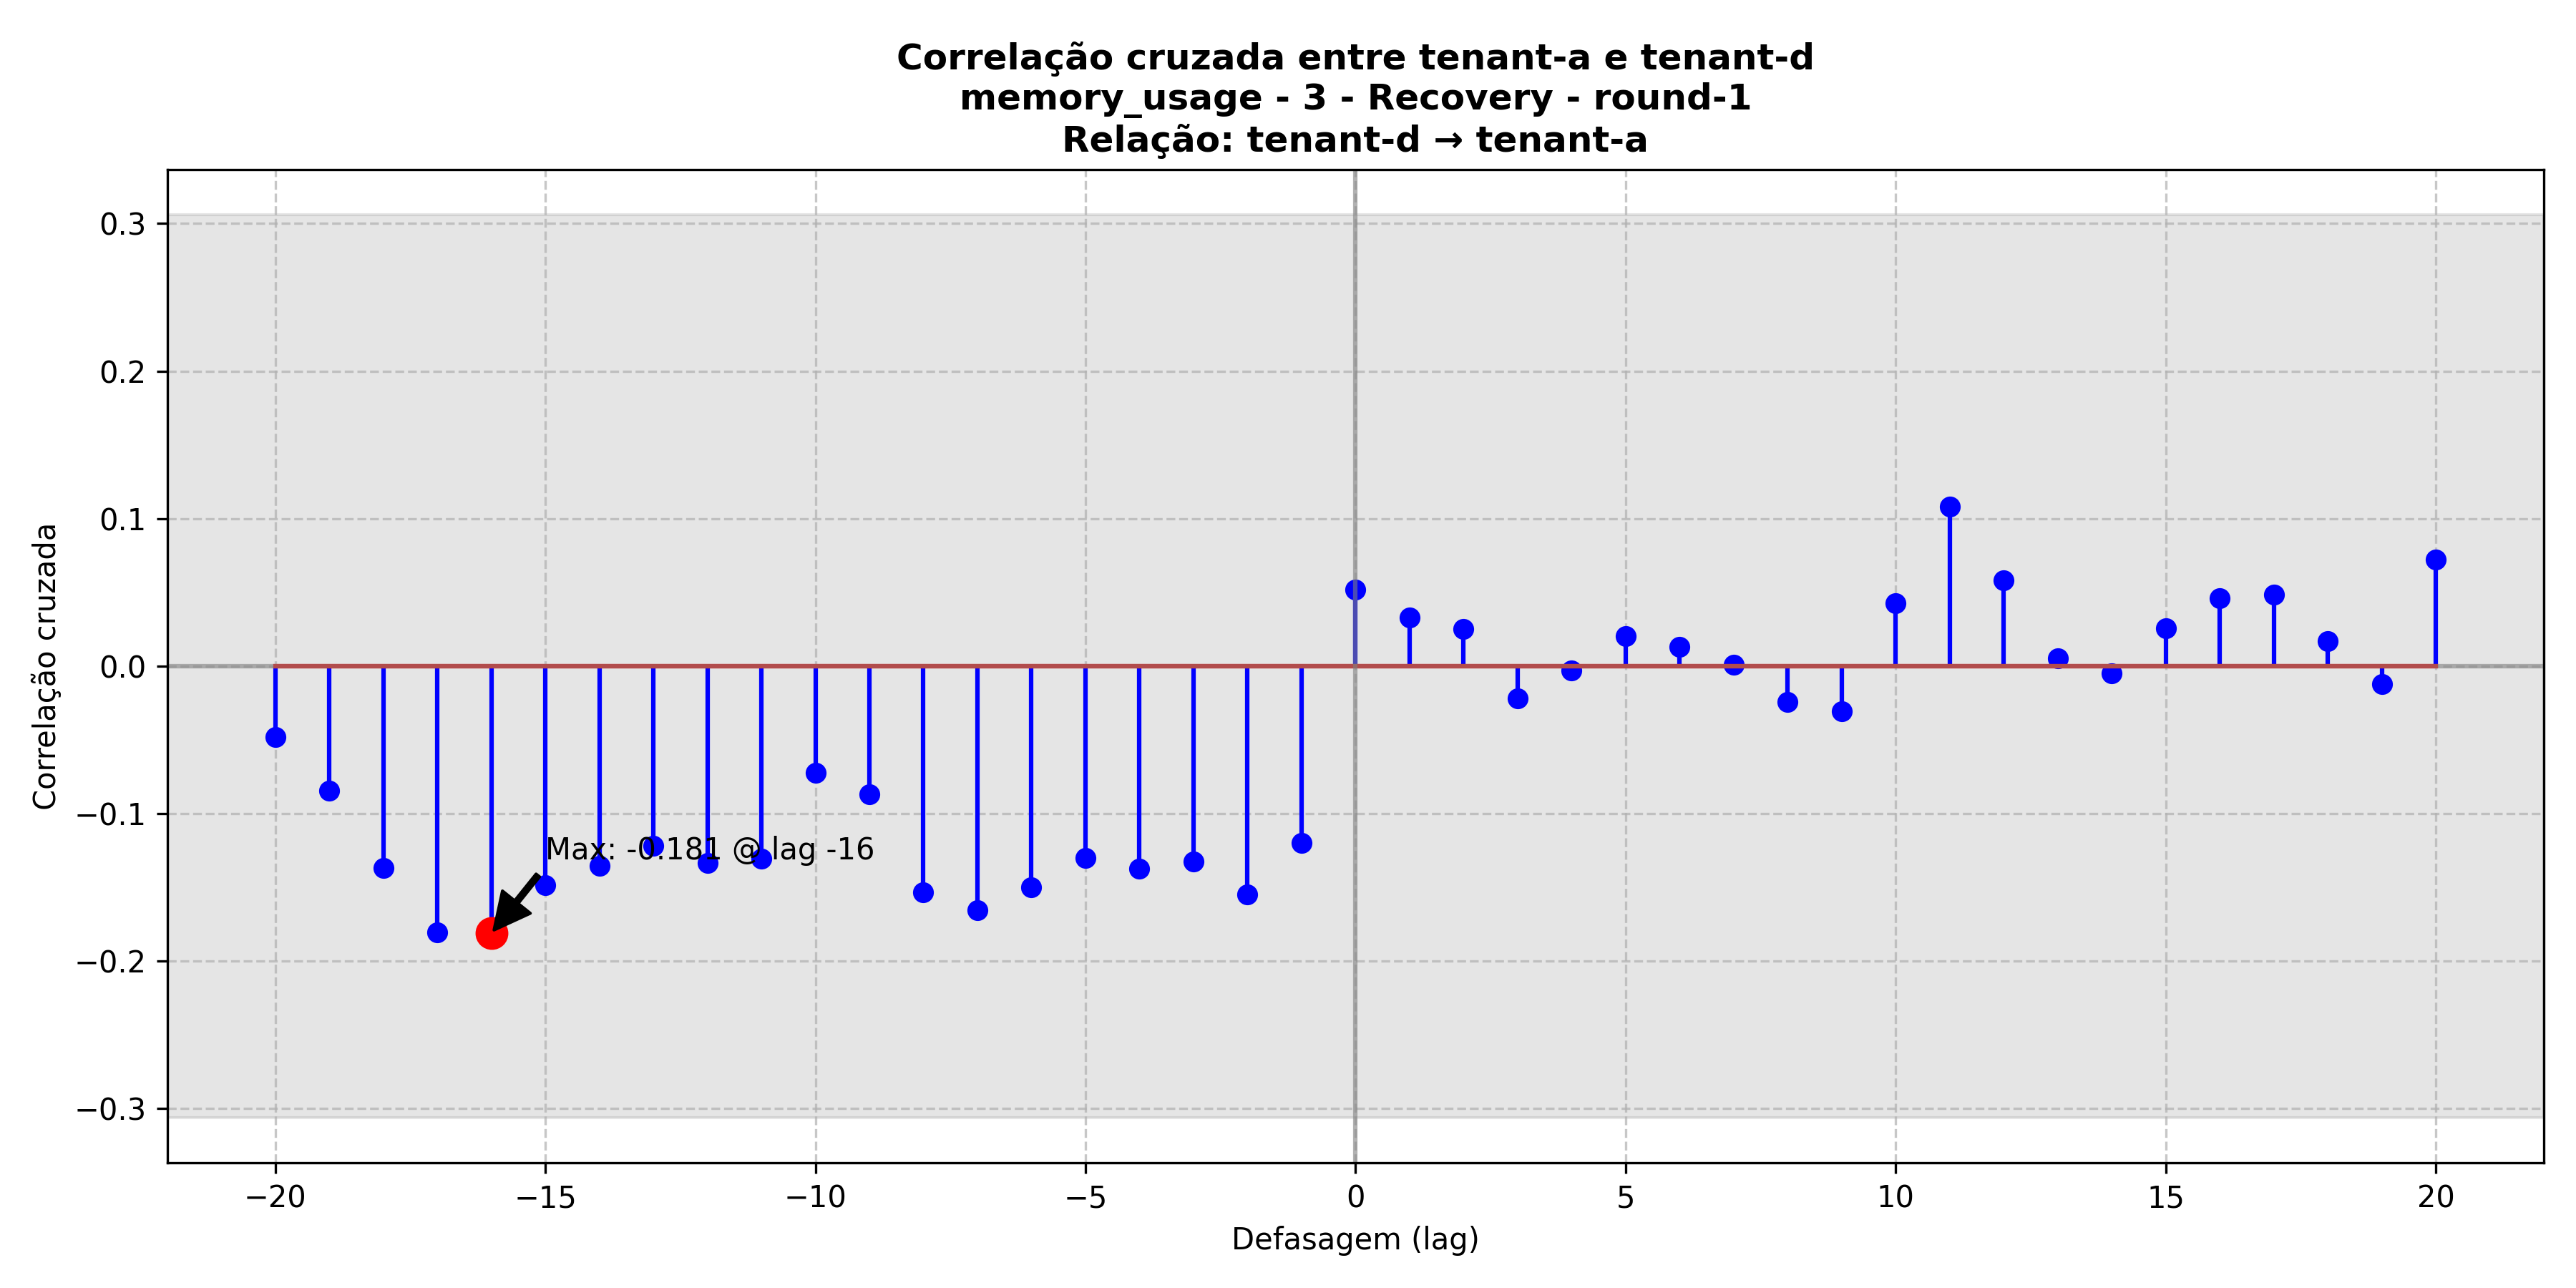 Correlação cruzada entre tenant-a e tenant-d
memory_usage - 3 - Recovery - round-1
Relação: tenant-d → tenant-a
0.3
0.2
0.1
0.0
−0.1
−0.2
−0.3
Correlação cruzada
Max: -0.181 @ lag -16
−20
−15
−10
−5
0
5
10
15
20
Defasagem (lag)